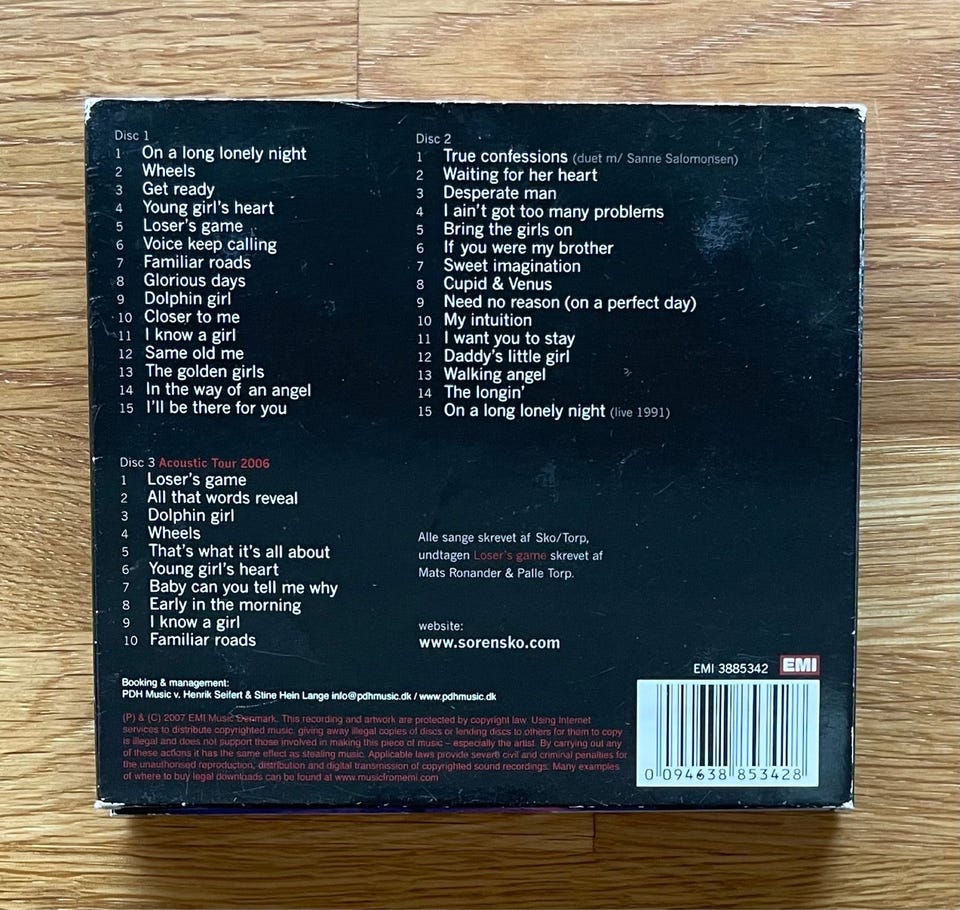 Disc 1
1 On a long lonely night
2 Wheels
3 Get ready
4 Young girl's heart
5 Loser's game
6 Voice keep calling
7 Familiar roads
8 Glorious days
9 Dolphin girl
10 Closer to me
11 I know a girl
12 Same old me
13 The golden girls
14 In the way of an angel
15 I'll be there for you
Disc 2
1 True confessions (duet m/ Sanne Salomonsen)
2 Waiting for her heart
3 Desperate man
4 I ain't got too many problems
5 Bring the girls on
6 If you were my brother
7 Sweet imagination
8 Cupid & Venus
9 Need no reason (on a perfect day)
10 My intuition
11 I want you to stay
12 Daddy's little girl
13 Walking angel
14 The longin'
15 On a long lonely night (live 1991)
Disc 3 Acoustic Tour 2006
1 Loser's game
2 All that words reveal
3 Dolphin girl
4 Wheels
5 That's what it's all about
6 Young girl's heart
7 Baby can you tell me why
8 Early in the morning
9 I know a girl
10 Familiar roads
Alle sange skrevet af Sko/Torp,
undtagen Loser's game skrevet af
Mats Ronander & Palle Torp.
website:
www.sorensko.com
Booking & management:
PDH Music v. Henrik Seifert & Stine Hein Lange info@pdhmusic.dk / www.pdhmusic.dk
(P) & (C) 2007 EMI Music Denmark. This recording and artwork are protected by copyright law. Using Internet
services to distribute copyrighted music, giving away illegal copies of discs or lending discs to others for them to copy
is illegal and does not support those involved in making this piece of music – especially the artist. By carrying out any
of these actions it has the same effect as stealing music. Applicable laws provide severe civil and criminal penalties for
the unauthorised reproduction, distribution and digital transmission of copyrighted sound recordings. Many examples
of where to buy legal downloads can be found at www.musicfromemi.com
EMI 3885342 EMI
0 094638 853428